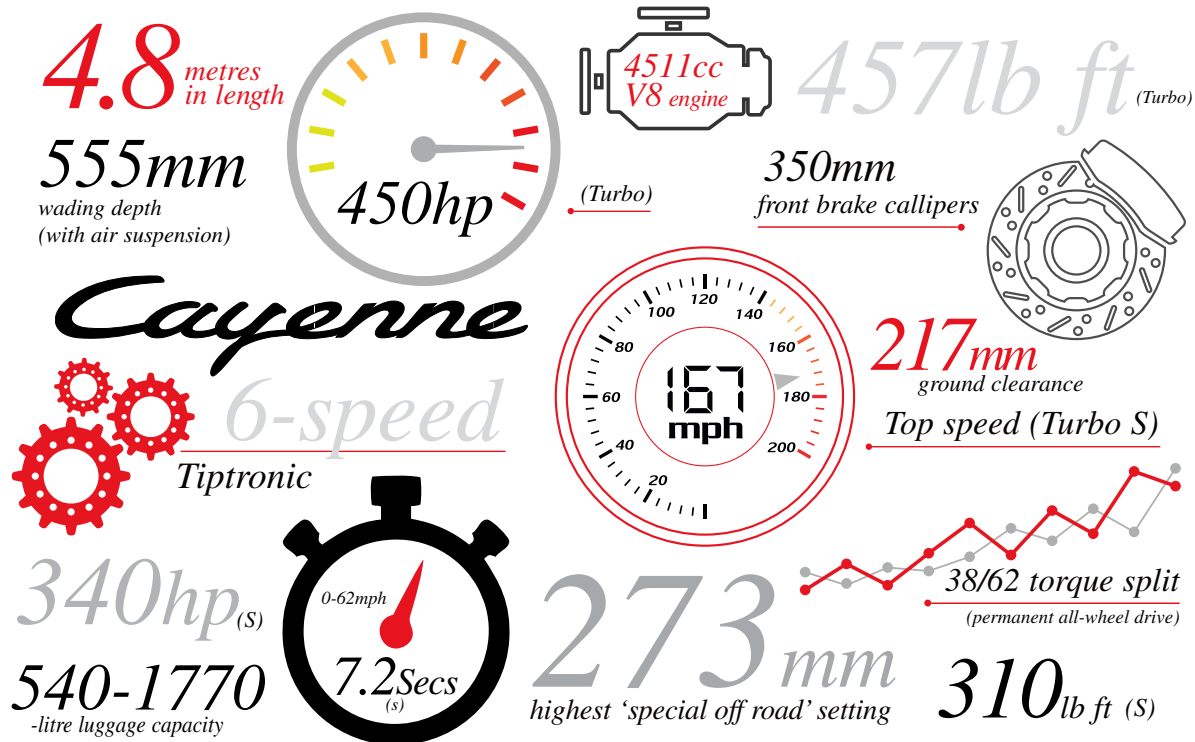 4.8 metres
in length
555mm
wading depth
(with air suspension)
450hp
(Turbo)
4511cc
V8 engine
457lb ft (Turbo)
350mm
front brake callipers
Cayenne
6-speed
Tiptronic
20
40
60
80
100
120
140
160
180
200
167
mph
217mm
ground clearance
Top speed (Turbo S)
340hp (S)
540-1770
-litre luggage capacity
0-62mph
7.2Secs
(s)
273mm
highest ‘special off road’ setting
38/62 torque split
(permanent all-wheel drive)
310lb ft (S)